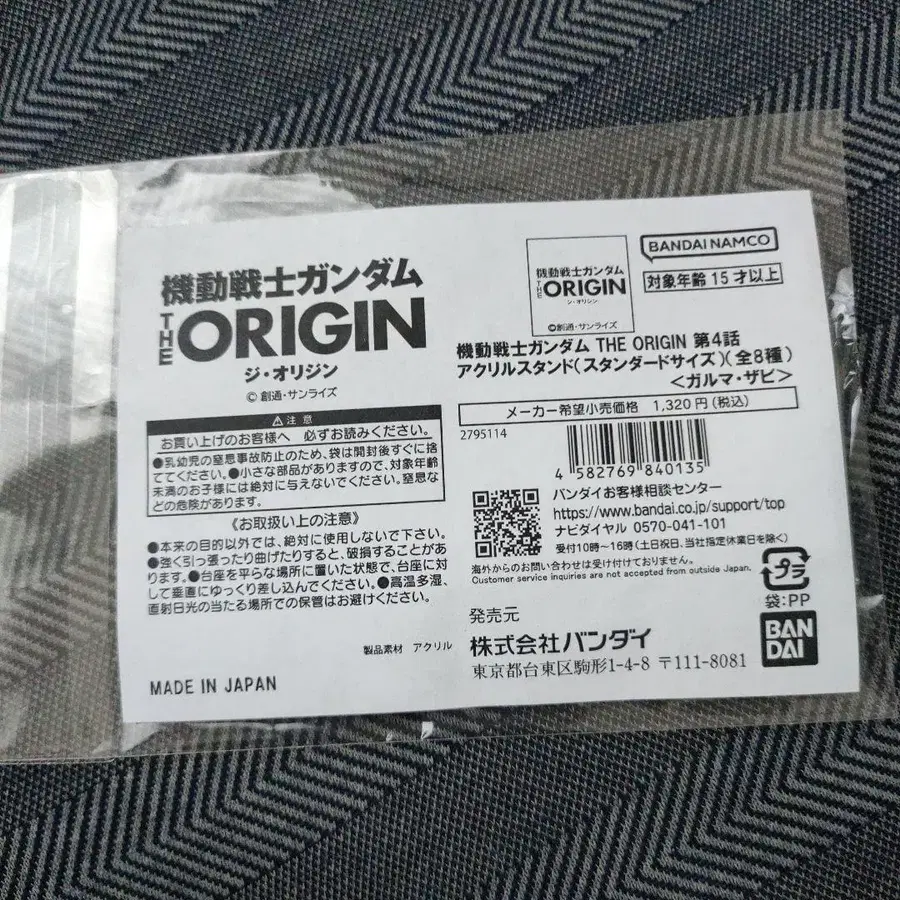 機動戦士ガンダム
THE ORIGIN
ジ・オリジン
© 創通・サンライズ
⚠注 意
お買い上げのお客様へ 必ずお読みください。
●乳幼児の窒息事故防止のため、袋は開封後すぐに捨
ててください。●小さな部品がありますので、対象年齢
未満のお子様には絶対に与えないでください。窒息な
どの危険があります。
《お取扱い上の注意》
●本来の目的以外では、絶対に使用しないで下さい。
●強く引っ張ったり曲げたりすると、破損することがあ
ります。●台座を平らな場所に置いた状態で、台座に対
して垂直にゆっくり差し込んでください。●高温多湿、
直射日光の当たる場所での保管はお避けください。
製品素材 アクリル
MADE IN JAPAN
機動戦士ガンダム
THE ORIGIN
ジ・オリジン
©創通・サンライズ
BANDAI NAMCO
対象年齢 15才以上
機動戦士ガンダム THE ORIGIN 第4話
アクリルスタンド(スタンダードサイズ)(全8種)
<ガルマ・ザビ>
メーカー希望小売価格 1,320円(税込)
2795114
4 582769 840135
バンダイお客様相談センター
https://www.bandai.co.jp/support/top
ナビダイヤル 0570-041-101
受付10時~16時(土日祝日、当社指定休業日を除く)
海外からのお問い合わせは受け付けておりません。
Customer service inquiries are not accepted from outside Japan.
プラ
袋:PP
発売元
株式会社バンダイ
東京都台東区駒形1-4-8 〒111-8081
BAN
DAI